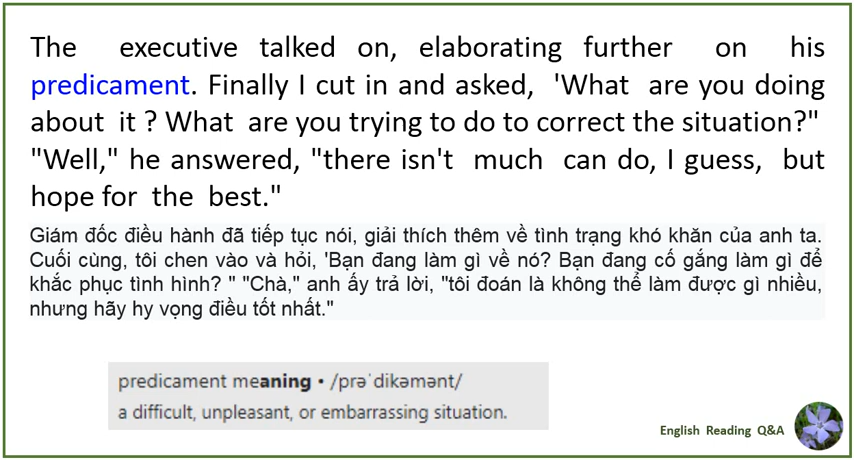 The executive talked on, elaborating further on his
predicament. Finally I cut in and asked, 'What are you doing
about it ? What are you trying to do to correct the situation?"
"Well," he answered, "there isn't much can do, I guess, but
hope for the best."
Giám đốc điều hành đã tiếp tục nói, giải thích thêm về tình trạng khó khăn của anh ta.
Cuối cùng, tôi chen vào và hỏi, 'Bạn đang làm gì về nó? Bạn đang cố gắng làm gì để
khắc phục tình hình? " "Chà," anh ấy trả lời, "tôi đoán là không thể làm được gì nhiều,
nhưng hãy hy vọng điều tốt nhất."
predicament meaning • /prəˈdikəmənt/
a difficult, unpleasant, or embarrassing situation.
English Reading Q&A